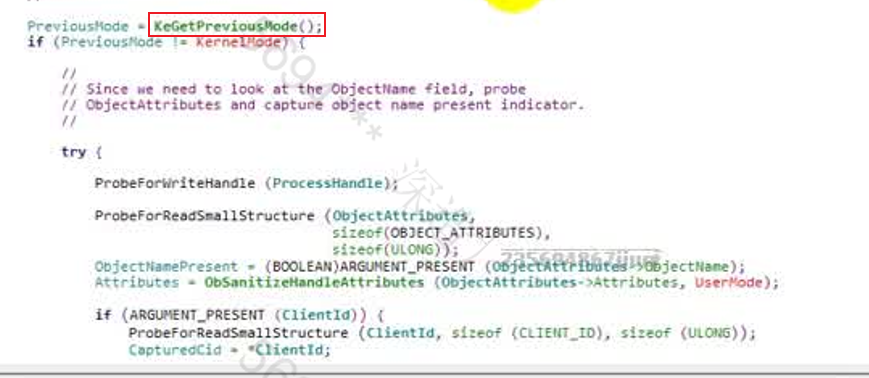 PreviousMode = KeGetPreviousMode();
if (PreviousMode != KernelMode) {
//
// Since we need to look at the ObjectName field, probe
// ObjectAttributes and capture object name present indicator.
//
try {
ProbeForWriteHandle (ProcessHandle);
ProbeForReadSmallStructure (ObjectAttributes,
sizeof(OBJECT_ATTRIBUTES),
sizeof(ULONG));
ObjectNamePresent = (BOOLEAN)ARGUMENT_PRESENT (ObjectAttributes->ObjectName);
Attributes = ObSanitizeHandleAttributes (ObjectAttributes->Attributes, UserMode);
if (ARGUMENT_PRESENT (ClientId)) {
ProbeForReadSmallStructure (ClientId, sizeof (CLIENT_ID), sizeof (ULONG));
CapturedCid = *ClientId;